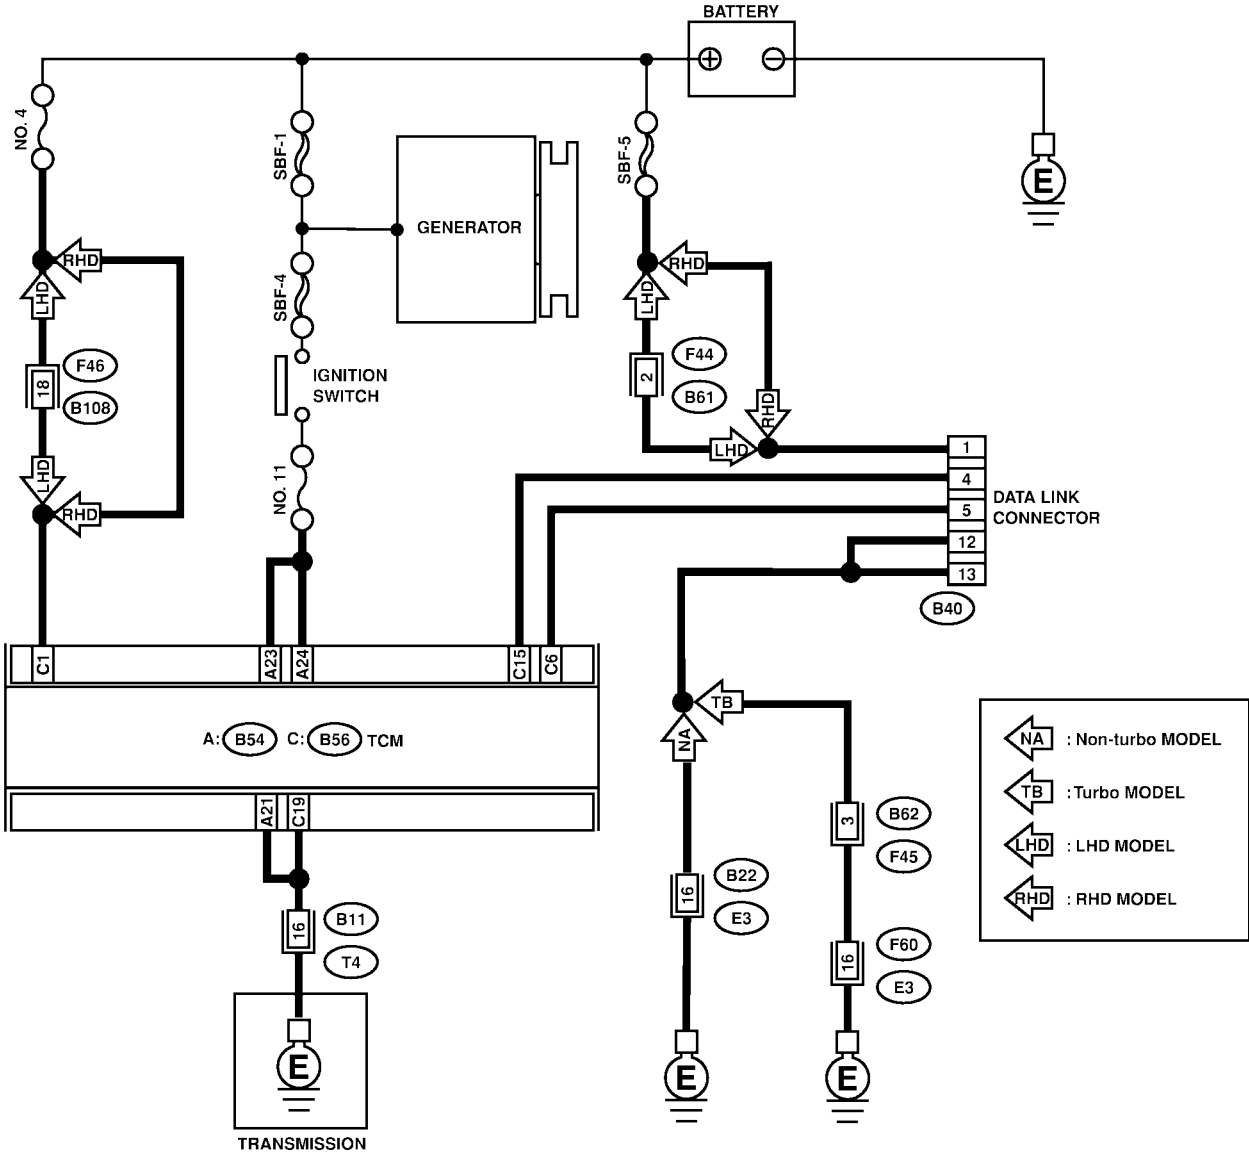 BATTERY
NO. 4
SBF-1
SBF-5
E
GENERATOR
RHD
LHD
SBF-4
RHD
LHD
F46
18
B108
IGNITION
SWITCH
F44
2
B61
RHD
LHD
LHD
RHD
NO. 11
1
4
5
12
13
DATA LINK
CONNECTOR
B40
C1
A23
A24
C15
C6
A: B54 C: B56 TCM
TB
NA
NA : Non-turbo MODEL
TB :Turbo MODEL
LHD : LHD MODEL
RHD : RHD MODEL
A21
C19
3
B62
F45
16
B22
E3
16
B11
T4
16
F60
E3
E
E
E
TRANSMISSION